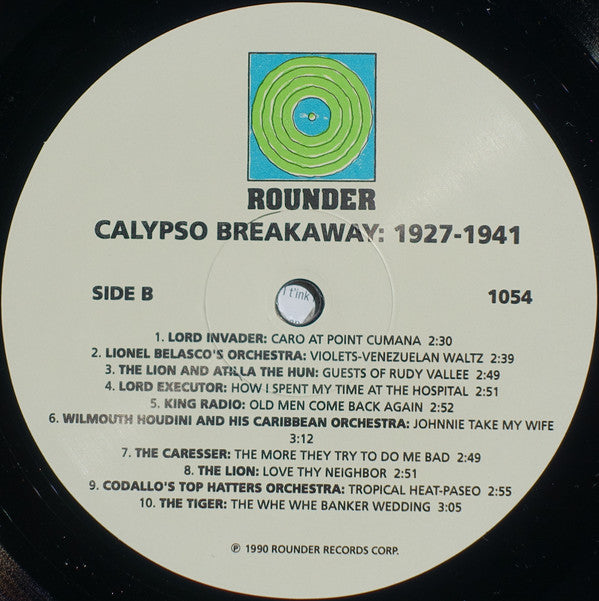 ROUNDER
CALYPSO BREAKAWAY: 1927-1941
SIDE B
1054
1. LORD INVADER: CARO AT POINT CUMANA 2:30
2. LIONEL BELASCO'S ORCHESTRA: VIOLETS-VENEZUELAN WALTZ 2:39
3. THE LION AND ATILLA THE HUN: GUESTS OF RUDY VALLEE 2:49
4. LORD EXECUTOR: HOW I SPENT MY TIME AT THE HOSPITAL 2:51
5. KING RADIO: OLD MEN COME BACK AGAIN 2:52
6. WILMOUTH HOUDINI AND HIS CARIBBEAN ORCHESTRA: JOHNNIE TAKE MY WIFE
3:12
7. THE CARESSER: THE MORE THEY TRY TO DO ME BAD 2:49
8. THE LION: LOVE THY NEIGHBOR 2:51
9. CODALLO'S TOP HATTERS ORCHESTRA: TROPICAL HEAT-PASEO 2:55
10. THE TIGER: THE WHE WHE BANKER WEDDING 3:05
℗ 1990 ROUNDER RECORDS CORP.